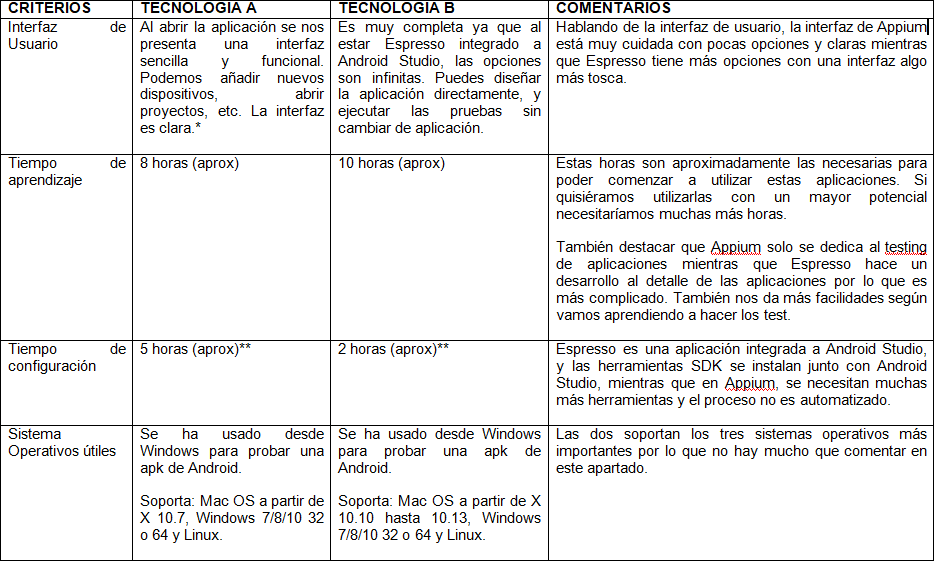 CRITERIOS
TECNOLOGIA A
TECNOLOGIA B
COMENTARIOS
Interfaz de
Usuario
Al abrir la aplicación se nos
presenta una interfaz
sencilla y funcional.
Podemos añadir nuevos
dispositivos, abrir
proyectos, etc. La interfaz
es clara.*
Es muy completa ya que al
estar Espresso integrado a
Android Studio, las opciones
son infinitas. Puedes diseñar
la aplicación directamente, y
ejecutar las pruebas sin
cambiar de aplicación.
Hablando de la interfaz de usuario, la interfaz de Appium
está muy cuidada con pocas opciones y claras mientras
que Espresso tiene más opciones con una interfaz algo
más tosca.
Tiempo de
aprendizaje
8 horas (aprox)
10 horas (aprox)
Estas horas son aproximadamente las necesarias para
poder comenzar a utilizar estas aplicaciones. Si
quisiéramos utilizarlas con un mayor potencial
necesitaríamos muchas más horas.
También destacar que Appium solo se dedica al testing
de aplicaciones mientras que Espresso hace un
desarrollo al detalle de las aplicaciones por lo que es
más complicado. También nos da más facilidades según
vamos aprendiendo a hacer los test.
Tiempo de
configuración
5 horas (aprox)**
2 horas (aprox)**
Espresso es una aplicación integrada a Android Studio,
y las herramientas SDK se instalan junto con Android
Studio, mientras que en Appium, se necesitan muchas
más herramientas y el proceso no es automatizado.
Sistema
Operativos útiles
Se ha usado desde
Windows para probar una
apk de Android.
Soporta: Mac OS a partir de
X 10.7, Windows 7/8/10 32
o 64 y Linux.
Se ha usado desde Windows
para probar una apk de
Android.
Soporta: Mac OS a partir de X
10.10 hasta 10.13, Windows
7/8/10 32 o 64 y Linux.
Las dos soportan los tres sistemas operativos más
importantes por lo que no hay mucho que comentar en
este apartado.